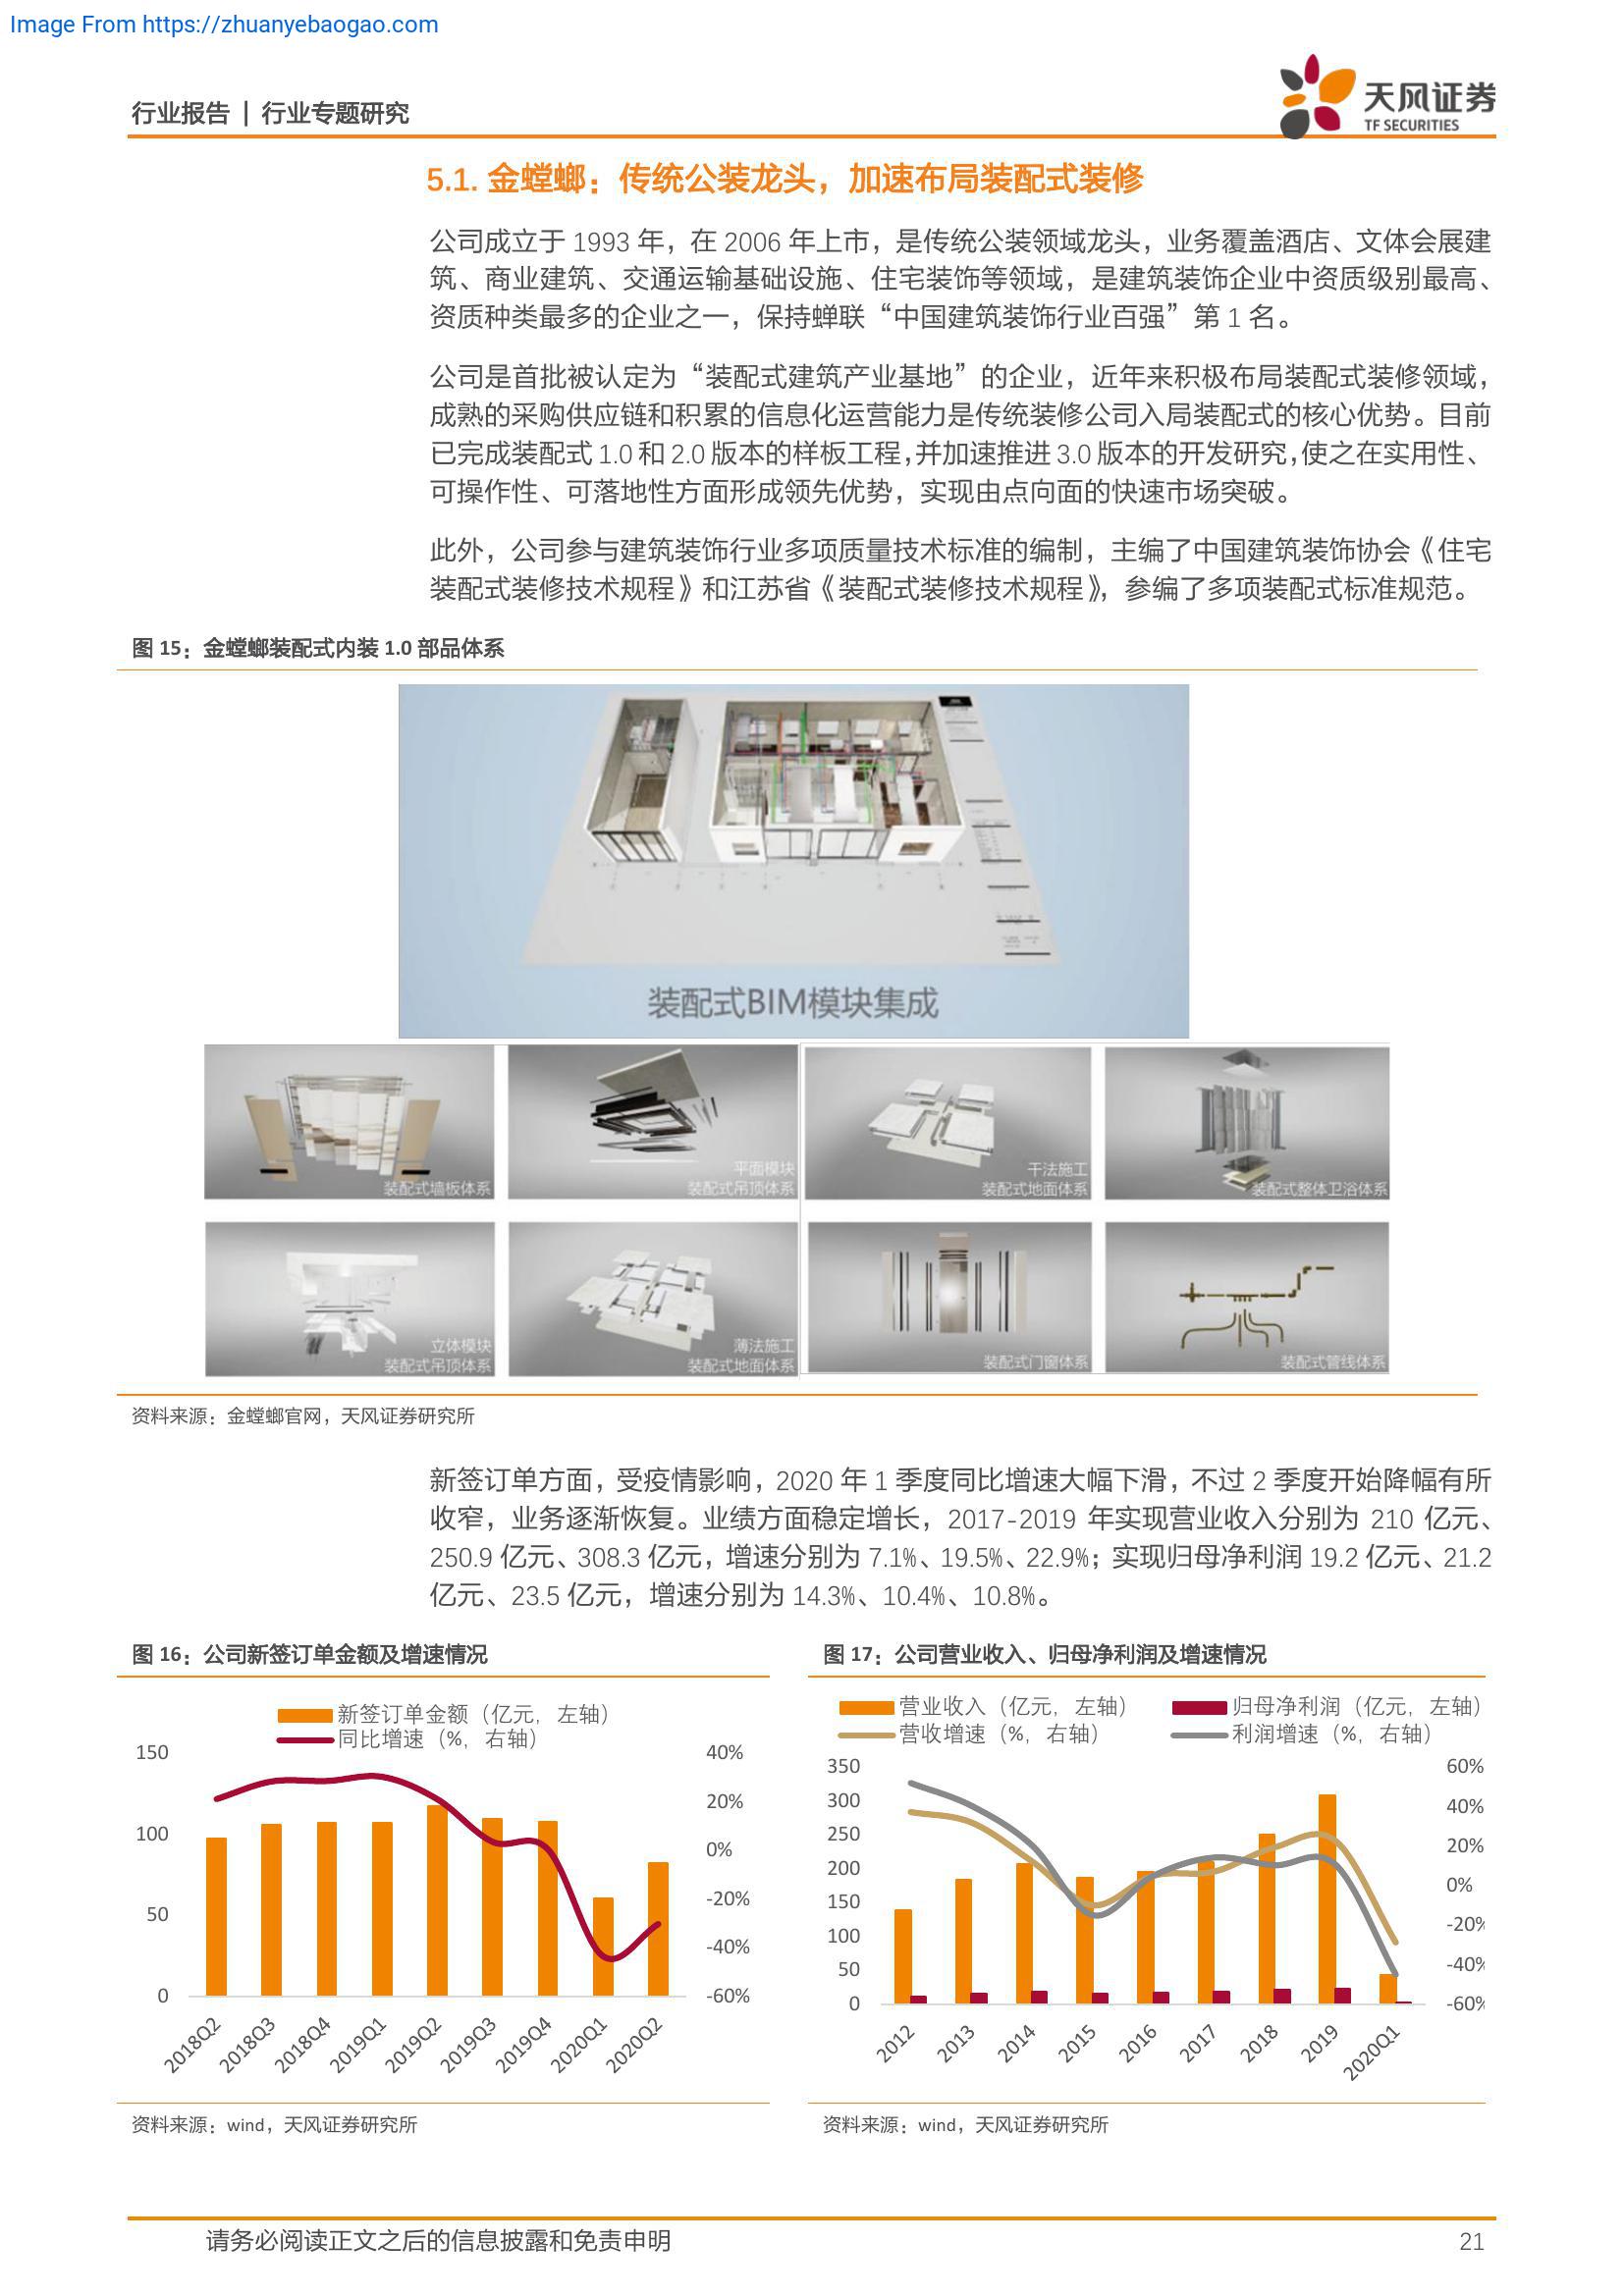 Image From https://zhuanyebaogao.com
行业报告 | 行业专题研究
天风证券
TF SECURITIES
5.1. 金螳螂：传统公装龙头，加速布局装配式装修
公司成立于 1993 年，在 2006 年上市，是传统公装领域龙头，业务覆盖酒店、文体会展建
筑、商业建筑、交通运输基础设施、住宅装饰等领域，是建筑装饰企业中资质级别最高、
资质种类最多的企业之一，保持蝉联“中国建筑装饰行业百强”第 1 名。
公司是首批被认定为“装配式建筑产业基地”的企业，近年来积极布局装配式装修领域，
成熟的采购供应链和积累的信息化运营能力是传统装修公司入局装配式的核心优势。目前
已完成装配式 1.0 和 2.0 版本的样板工程，并加速推进 3.0 版本的开发研究，使之在实用性、
可操作性、可落地性方面形成领先优势，实现由点向面的快速市场突破。
此外，公司参与建筑装饰行业多项质量技术标准的编制，主编了中国建筑装饰协会《住宅
装配式装修技术规程》和江苏省《装配式装修技术规程》，参编了多项装配式标准规范。
图 15：金螳螂装配式内装 1.0 部品体系
装配式BIM模块集成
装配式墙板体系
平面模块
装配式吊顶体系
干法施工
装配式地面体系
装配式整体卫浴体系
立体模块
装配式吊顶体系
薄法施工
装配式地面体系
装配式门窗体系
装配式管线体系
资料来源：金螳螂官网，天风证券研究所
新签订单方面，受疫情影响，2020 年 1 季度同比增速大幅下滑，不过 2 季度开始降幅有所
收窄，业务逐渐恢复。业绩方面稳定增长，2017-2019 年实现营业收入分别为 210 亿元、
250.9 亿元、308.3 亿元，增速分别为 7.1%、19.5%、22.9%；实现归母净利润 19.2 亿元、21.2
亿元、23.5 亿元，增速分别为 14.3%、10.4%、10.8%。
图 16：公司新签订单金额及增速情况
新签订单金额（亿元，左轴）
同比增速（%，右轴）
150
100
50
0
40%
20%
0%
-20%
-40%
-60%
2018Q2
2018Q3
2018Q4
2019Q1
2019Q2
2019Q3
2019Q4
2020Q1
2020Q2
资料来源：wind，天风证券研究所
图 17：公司营业收入、归母净利润及增速情况
营业收入（亿元，左轴）
归母净利润（亿元，左轴）
营收增速（%，右轴）
利润增速（%，右轴）
350
300
250
200
150
100
50
0
60%
40%
20%
0%
-20%
-40%
-60%
2012
2013
2014
2015
2016
2017
2018
2019
2020Q1
资料来源：wind，天风证券研究所
请务必阅读正文之后的信息披露和免责申明
21